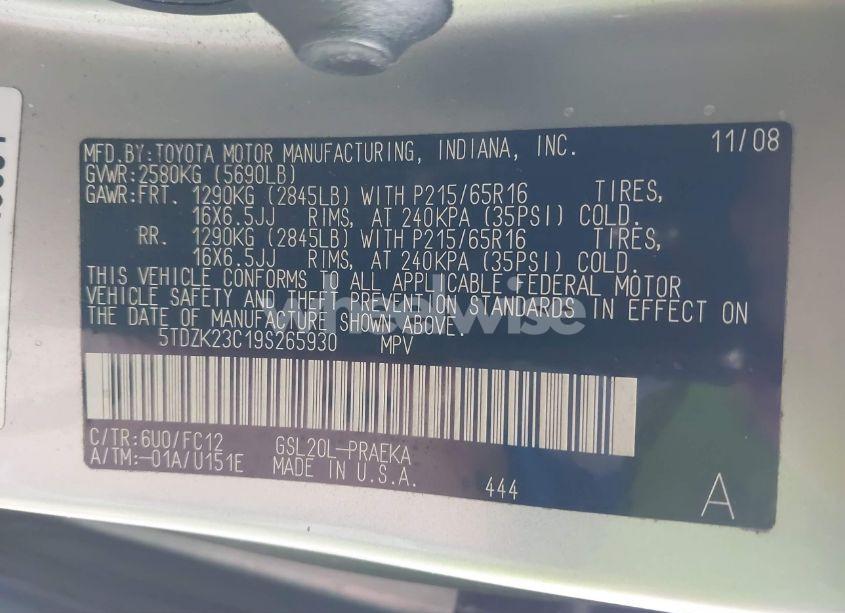 MFD.BY:TOYOTA MOTOR MANUFACTURING, INDIANA, INC. 11/08
GVWR:2580KG (5690LB)
GAWR:FRT. 1290KG (2845LB) WITH P215/65R16 TIRES,
16X6.5JJ RIMS, AT 240KPA (35PSI) COLD.
RR. 1290KG (2845LB) WITH P215/65R16 TIRES,
16X6.5JJ RIMS, AT 240KPA (35PSI) COLD.
THIS VEHICLE CONFORMS TO ALL APPLICABLE FEDERAL MOTOR
VEHICLE SAFETY AND THEFT PREVENTION STANDARDS IN EFFECT ON
THE DATE OF MANUFACTURE SHOWN ABOVE.
wheelwise
5TDZK23C19S265930 MPV
C/TR:6U0/FC12 GSL20L-PRAEKA
A/TM:-01A/U151E MADE IN U.S.A.
444 A